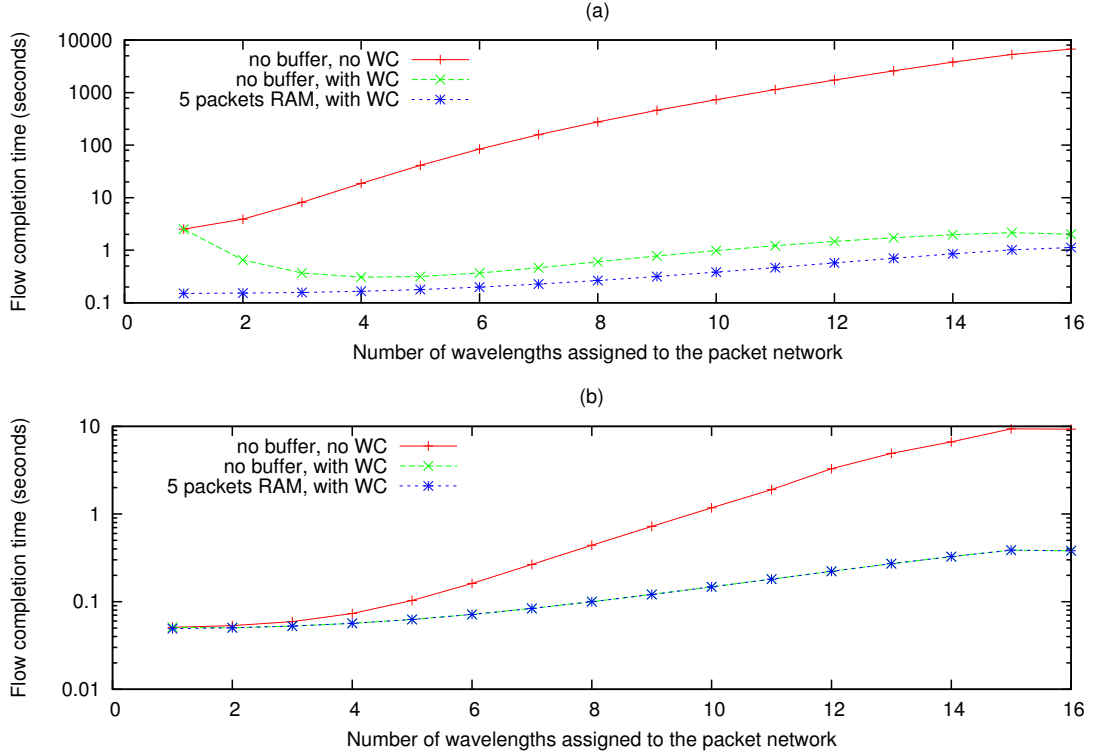 (a)
Flow completion time (seconds)
10000
1000
100
10
1
0.1
no buffer, no WC
no buffer, with WC
5 packets RAM, with WC
0 2 4 6 8 10 12 14 16
Number of wavelengths assigned to the packet network
(b)
Flow completion time (seconds)
10
1
0.1
0.01
no buffer, no WC
no buffer, with WC
5 packets RAM, with WC
0 2 4 6 8 10 12 14 16
Number of wavelengths assigned to the packet network